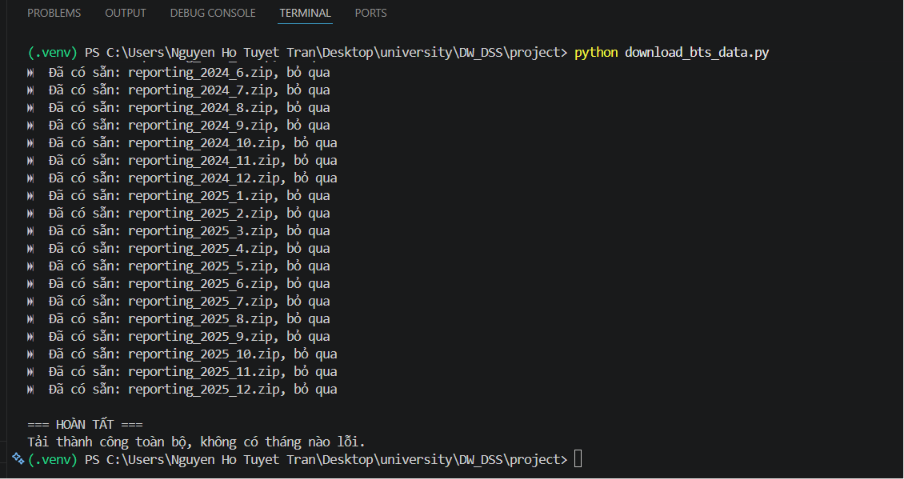 PROBLEMS OUTPUT DEBUG CONSOLE TERMINAL PORTS
(.venv) PS C:\Users\Nguyen Ho Tuyet Tran\Desktop\university\DW_DSS\project> python download_bts_data.py
Đã có sẵn: reporting_2024_6.zip, bỏ qua
Đã có sẵn: reporting_2024_7.zip, bỏ qua
Đã có sẵn: reporting_2024_8.zip, bỏ qua
Đã có sẵn: reporting_2024_9.zip, bỏ qua
Đã có sẵn: reporting_2024_10.zip, bỏ qua
Đã có sẵn: reporting_2024_11.zip, bỏ qua
Đã có sẵn: reporting_2024_12.zip, bỏ qua
Đã có sẵn: reporting_2025_1.zip, bỏ qua
Đã có sẵn: reporting_2025_2.zip, bỏ qua
Đã có sẵn: reporting_2025_3.zip, bỏ qua
Đã có sẵn: reporting_2025_4.zip, bỏ qua
Đã có sẵn: reporting_2025_5.zip, bỏ qua
Đã có sẵn: reporting_2025_6.zip, bỏ qua
Đã có sẵn: reporting_2025_7.zip, bỏ qua
Đã có sẵn: reporting_2025_8.zip, bỏ qua
Đã có sẵn: reporting_2025_9.zip, bỏ qua
Đã có sẵn: reporting_2025_10.zip, bỏ qua
Đã có sẵn: reporting_2025_11.zip, bỏ qua
Đã có sẵn: reporting_2025_12.zip, bỏ qua
=== HOÀN TẤT ===
Tải thành công toàn bộ, không có tháng nào lỗi.
(.venv) PS C:\Users\Nguyen Ho Tuyet Tran\Desktop\university\DW_DSS\project>